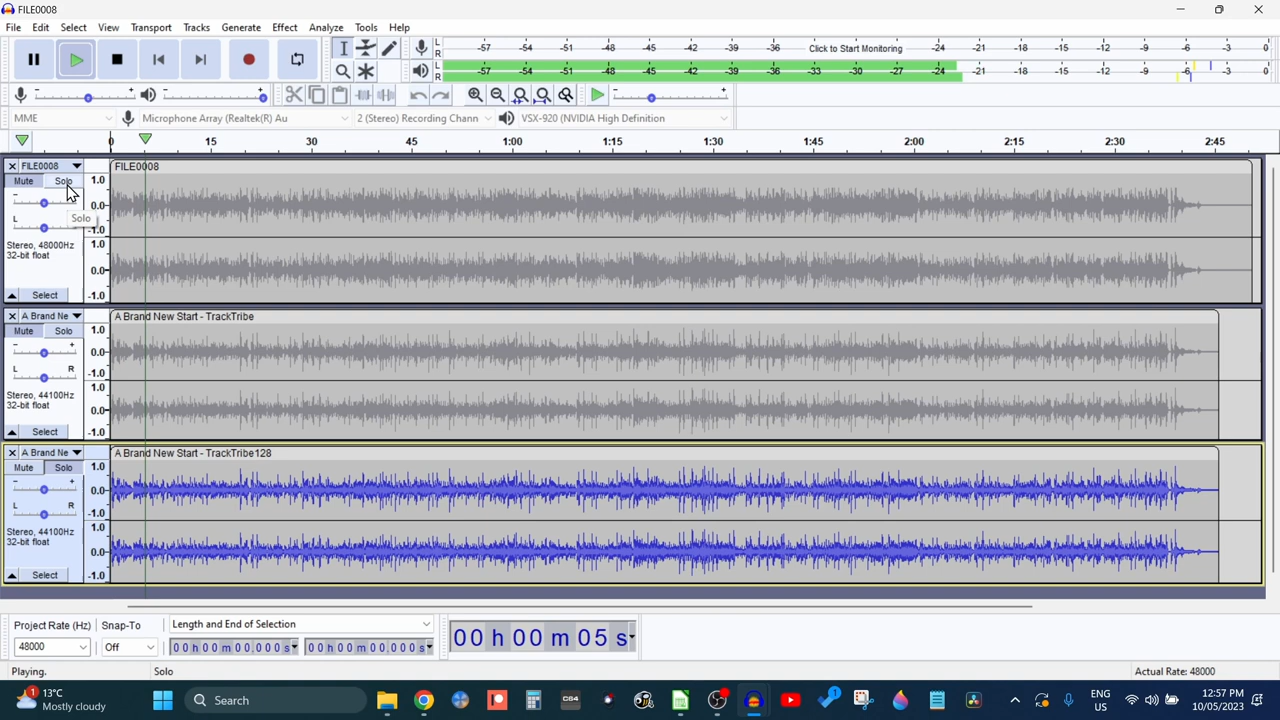 FILE0008
File Edit Select View Transport Tracks Generate Effect Analyze Tools Help
L R -57 -54 -51 -48 -45 -42 -39 -36 Click to Start Monitoring -24 -21 -18 -15 -12 -9 -6 -3 0
L R -57 -54 -51 -48 -45 -42 -39 -36 -33 -30 -27 -24 -21 -18 -15 -12 -9 -6 -3 0
- + - + - +
MME Microphone Array (Realtek(R) Au 2 (Stereo) Recording Chann VSX-920 (NVIDIA High Definition
0 15 30 45 1:00 1:15 1:30 1:45 2:00 2:15 2:30 2:45
FILE0008 FILE0008
Mute Solo 1.0
- 0.0-
Solo
L -1.0
1.0
Stereo, 48000Hz
32-bit float
0.0-
Select -1.0
A Brand Ne A Brand New Start - TrackTribe
Mute Solo 1.0
- + 0.0-
L R -1.0
1.0
Stereo, 44100Hz
32-bit float
0.0-
Select -1.0
A Brand Ne A Brand New Start - TrackTribe128
Mute Solo 1.0
- + 0.0-
L R -1.0
1.0
Stereo, 44100Hz
32-bit float
0.0-
Select -1.0
Project Rate (Hz) Snap-To Length and End of Selection
48000 Off 00h00m00.000s 00h00m00.000s 00 h 00 m 05 s
Playing. Solo Actual Rate: 48000
1 13°C
Mostly cloudy
Search
C64
1
ENG
US
12:57 PM
10/05/2023